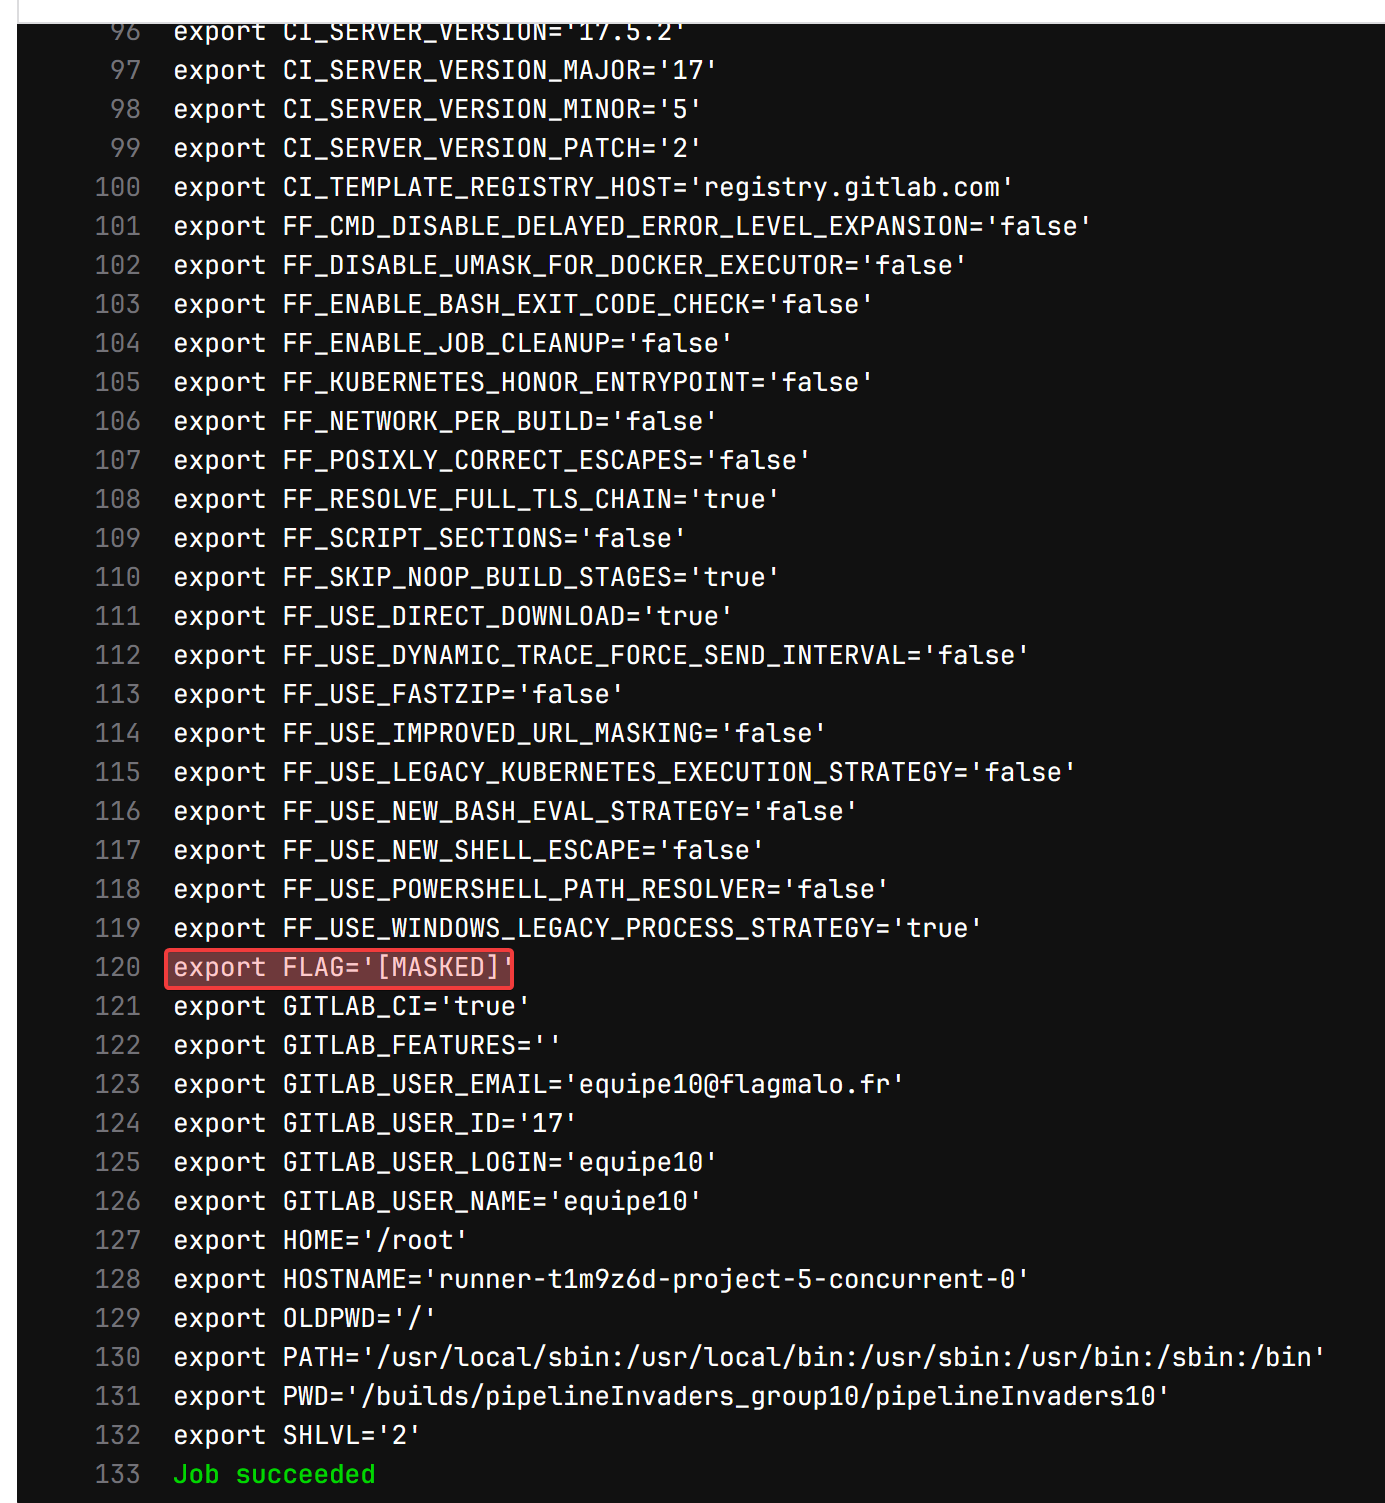 96 export CI_SERVER_VERSION='17.5.2'
97 export CI_SERVER_VERSION_MAJOR='17'
98 export CI_SERVER_VERSION_MINOR='5'
99 export CI_SERVER_VERSION_PATCH='2'
100 export CI_TEMPLATE_REGISTRY_HOST='registry.gitlab.com'
101 export FF_CMD_DISABLE_DELAYED_ERROR_LEVEL_EXPANSION='false'
102 export FF_DISABLE_UMASK_FOR_DOCKER_EXECUTOR='false'
103 export FF_ENABLE_BASH_EXIT_CODE_CHECK='false'
104 export FF_ENABLE_JOB_CLEANUP='false'
105 export FF_KUBERNETES_HONOR_ENTRYPOINT='false'
106 export FF_NETWORK_PER_BUILD='false'
107 export FF_POSIXLY_CORRECT_ESCAPES='false'
108 export FF_RESOLVE_FULL_TLS_CHAIN='true'
109 export FF_SCRIPT_SECTIONS='false'
110 export FF_SKIP_NOOP_BUILD_STAGES='true'
111 export FF_USE_DIRECT_DOWNLOAD='true'
112 export FF_USE_DYNAMIC_TRACE_FORCE_SEND_INTERVAL='false'
113 export FF_USE_FASTZIP='false'
114 export FF_USE_IMPROVED_URL_MASKING='false'
115 export FF_USE_LEGACY_KUBERNETES_EXECUTION_STRATEGY='false'
116 export FF_USE_NEW_BASH_EVAL_STRATEGY='false'
117 export FF_USE_NEW_SHELL_ESCAPE='false'
118 export FF_USE_POWERSHELL_PATH_RESOLVER='false'
119 export FF_USE_WINDOWS_LEGACY_PROCESS_STRATEGY='true'
120 export FLAG='[MASKED]'
121 export GITLAB_CI='true'
122 export GITLAB_FEATURES=''
123 export GITLAB_USER_EMAIL='equipe10@flagmalo.fr'
124 export GITLAB_USER_ID='17'
125 export GITLAB_USER_LOGIN='equipe10'
126 export GITLAB_USER_NAME='equipe10'
127 export HOME='/root'
128 export HOSTNAME='runner-t1m9z6d-project-5-concurrent-0'
129 export OLDPWD='/'
130 export PATH='/usr/local/sbin:/usr/local/bin:/usr/sbin:/usr/bin:/sbin:/bin'
131 export PWD='/builds/pipelineInvaders_group10/pipelineInvaders10'
132 export SHLVL='2'
133 Job succeeded